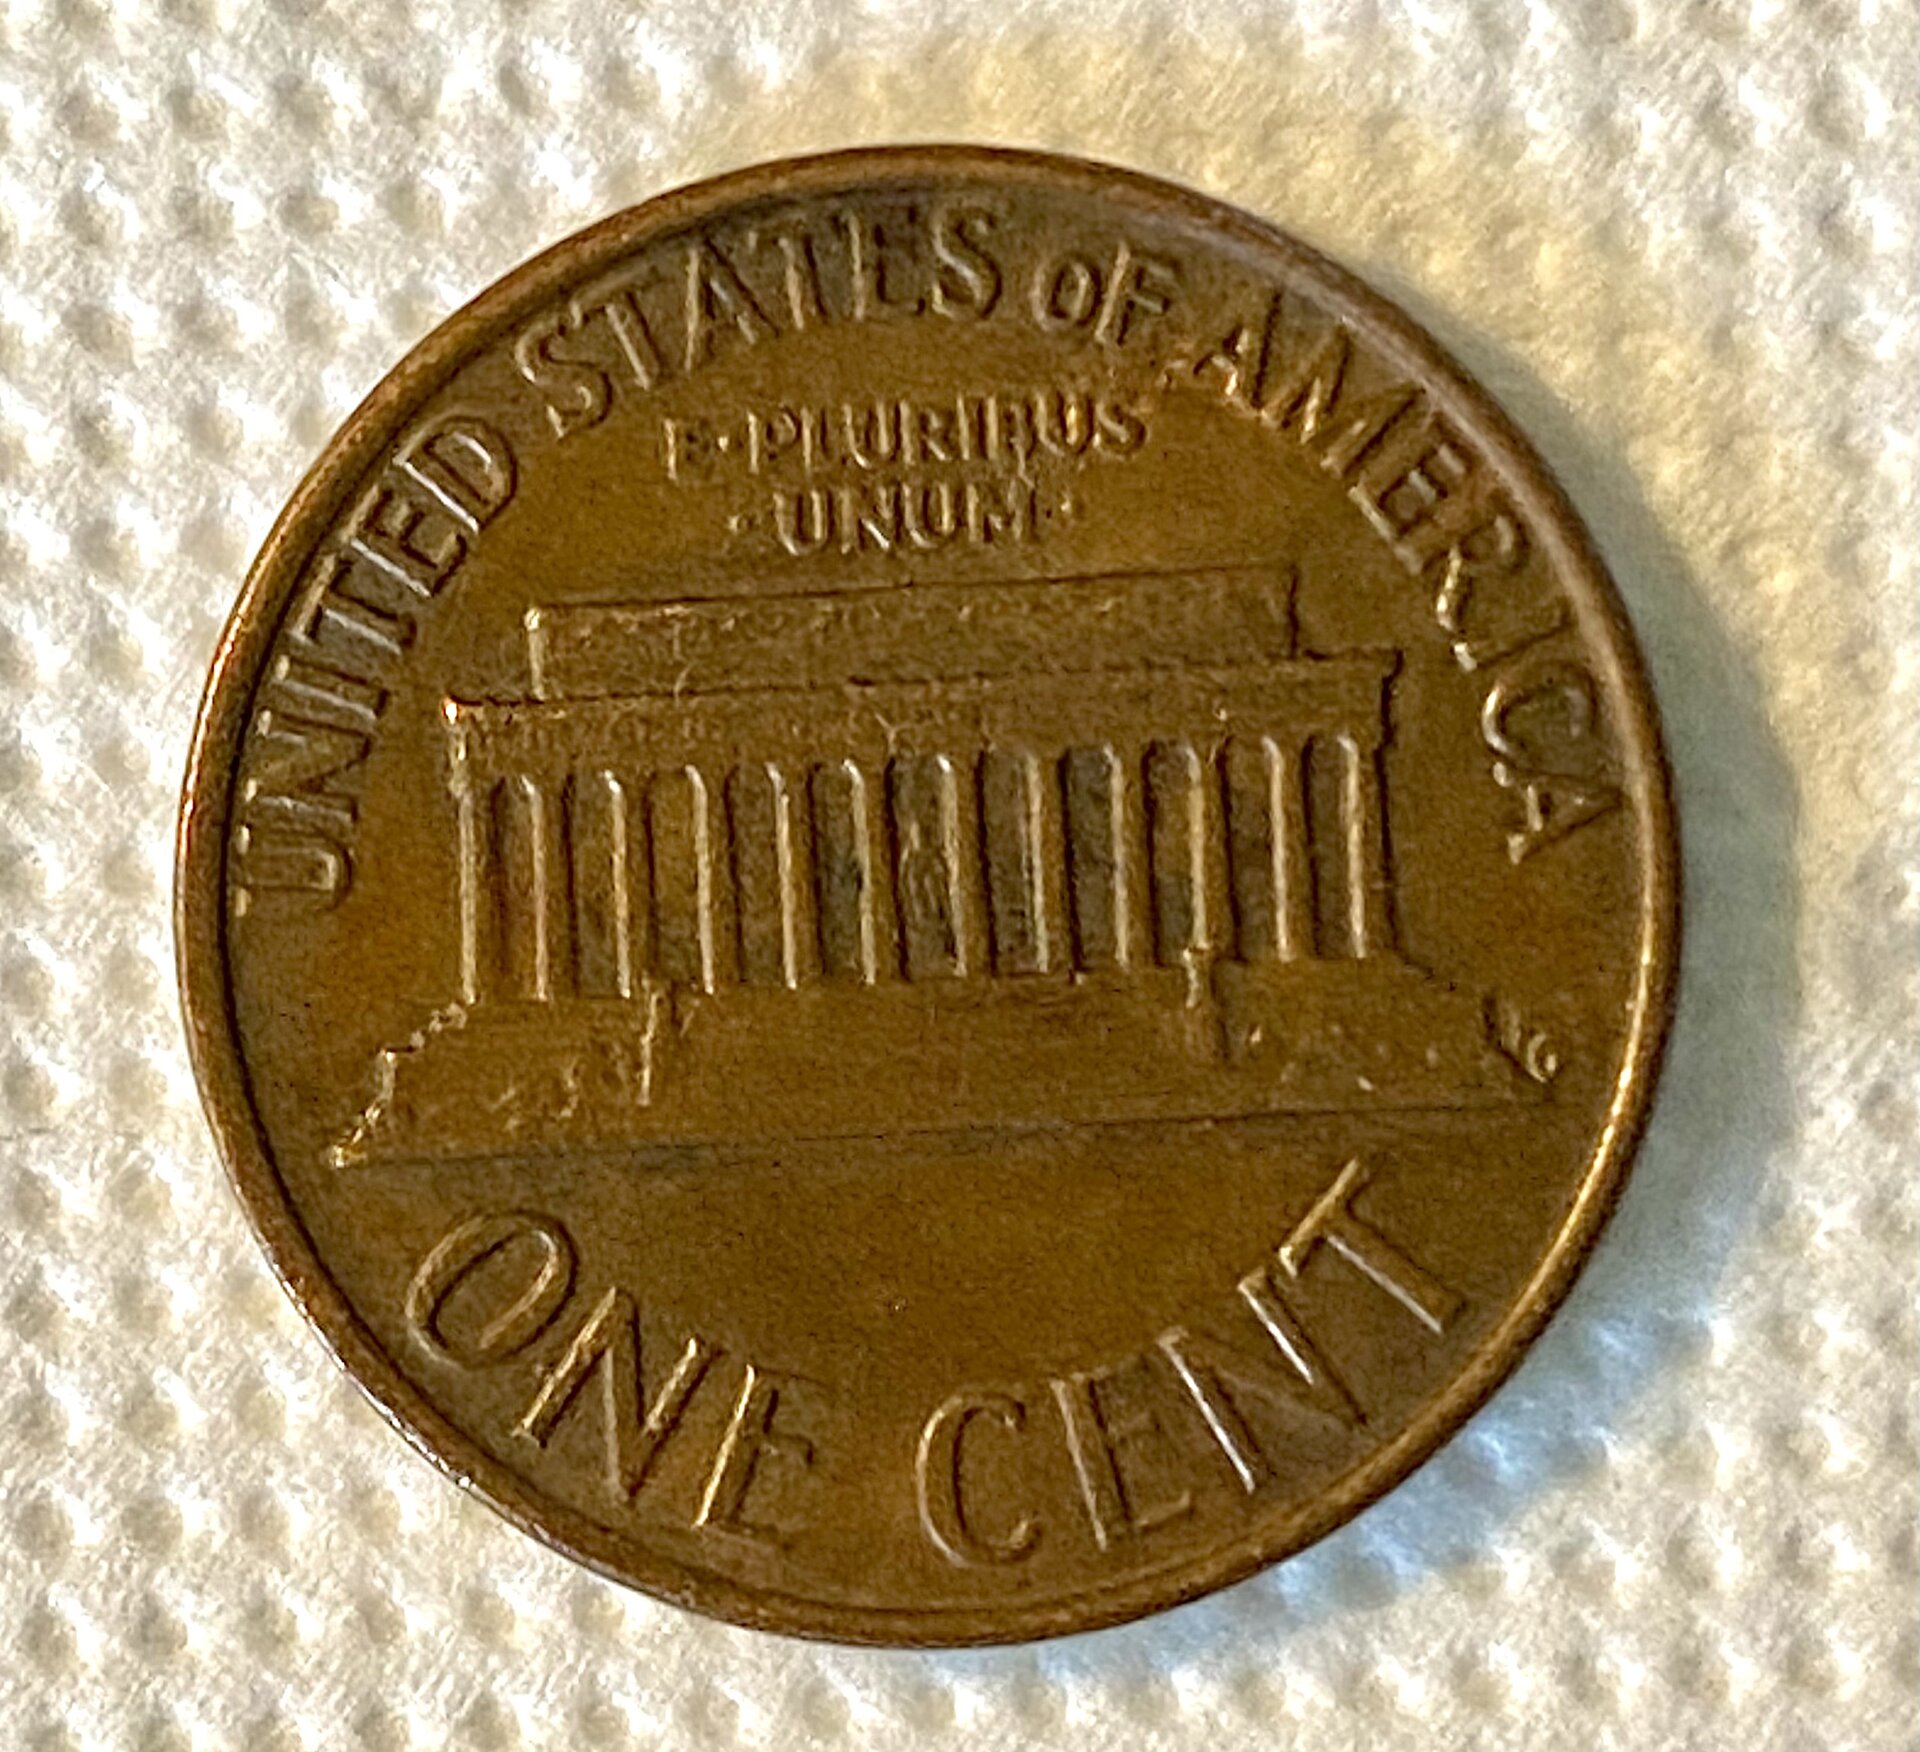 UNITED STATES OF AMERICA
E·PLURIBUS
·UNUM·
ONE CENT